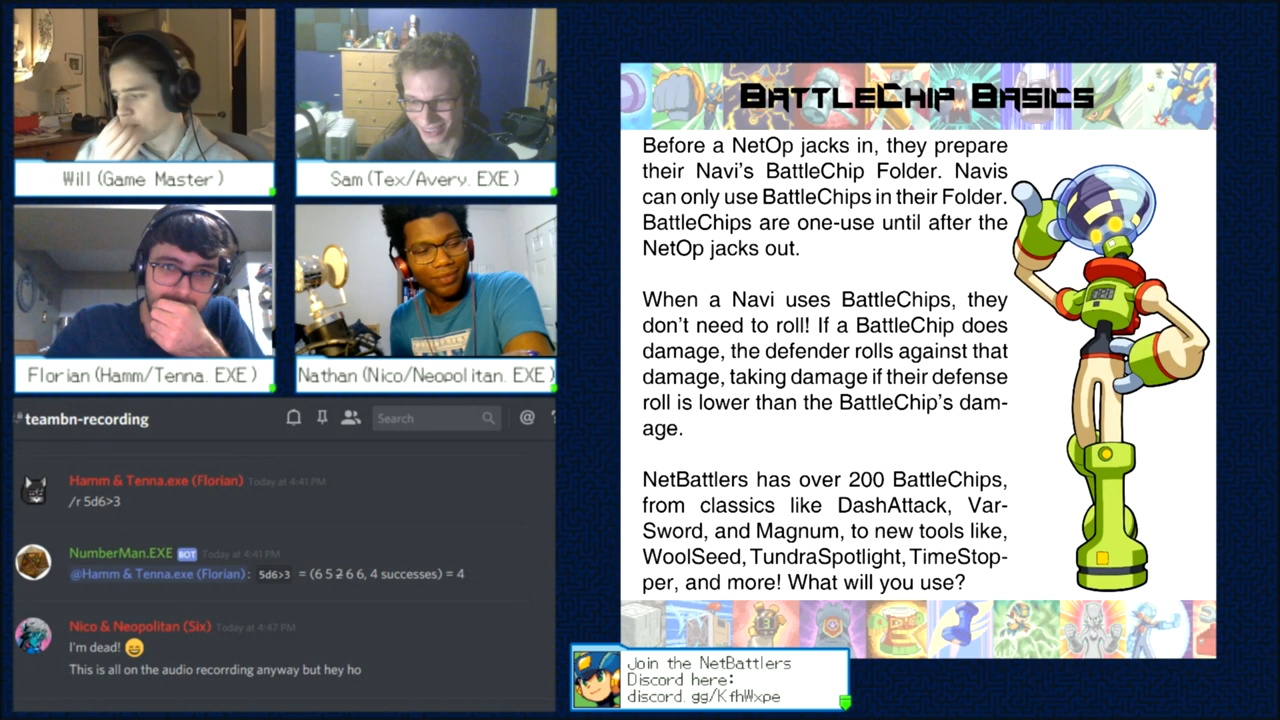 Will (Game Master)
Sam (Tex/Avery. EXE)
Florian (Hamm/Tenna. EXE)
Nathan (Nico/Neopolitan. EXE)
teambn-recording
Search
@
Hamm & Tenna.exe (Florian) Today at 4:41 PM
/r 5d6>3
NumberMan.EXE BOT Today at 4:41 PM
@Hamm & Tenna.exe (Florian): 5d6>3 = (6 5 2 6 6, 4 successes) = 4
Nico & Neopolitan (Six) Today at 4:47 PM
I'm dead! 😄
This is all on the audio recorrding anyway but hey ho
BattleChip Basics
Before a NetOp jacks in, they prepare
their Navi's BattleChip Folder. Navis
can only use BattleChips in their Folder.
BattleChips are one-use until after the
NetOp jacks out.
When a Navi uses BattleChips, they
don't need to roll! If a BattleChip does
damage, the defender rolls against that
damage, taking damage if their defense
roll is lower than the BattleChip's dam-
age.
NetBattlers has over 200 BattleChips,
from classics like DashAttack, Var-
Sword, and Magnum, to new tools like,
WoolSeed, TundraSpotlight, TimeStop-
per, and more! What will you use?
Join the NetBattlers
Discord here:
discord.gg/KfhWxpe